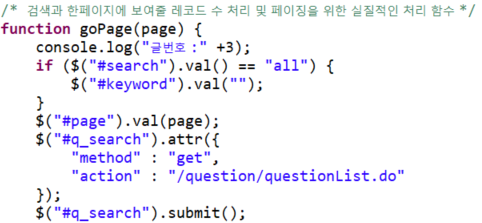 /* 검색과 한페이지에 보여줄 레코드 수 처리 및 페이징을 위한 실질적인 처리 함수 */
function goPage(page) {
    console.log("글번호 :" +3);
    if ($("#search").val() == "all") {
        $("#keyword").val("");
    }
    $("#page").val(page);
    $("#q_search").attr({
        "method" : "get",
        "action" : "/question/questionList.do"
    });
    $("#q_search").submit();